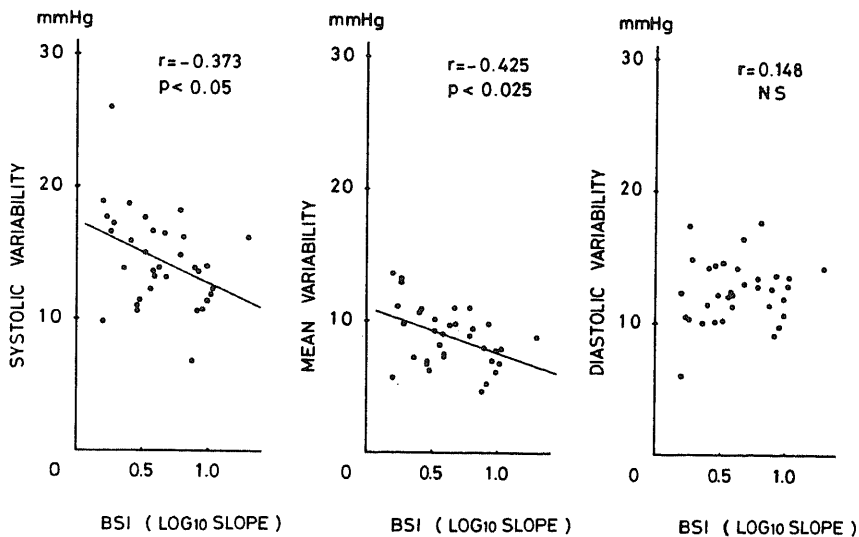 mmHg
30
20
10
0
0.5
1.0
r=-0.373
p< 0.05
SYSTOLIC VARIABILITY
BSI ( LOG10 SLOPE )
mmHg
30
20
10
0
0.5
1.0
r=-0.425
p< 0.025
MEAN VARIABILITY
BSI ( LOG10 SLOPE )
mmHg
30
20
10
0
0.5
1.0
r=0.148
NS
DIASTOLIC VARIABILITY
BSI ( LOG10 SLOPE )